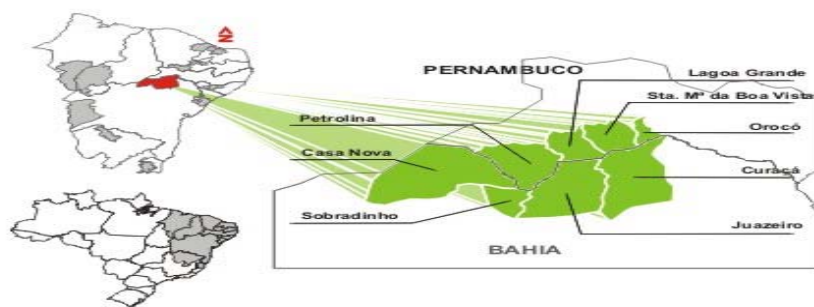 N
PERNAMBUCO
Lagoa Grande
Sta. Mª da Boa Vista
Petrolina
Orocó
Casa Nova
Curaçá
Sobradinho
Juazeiro
BAHIA